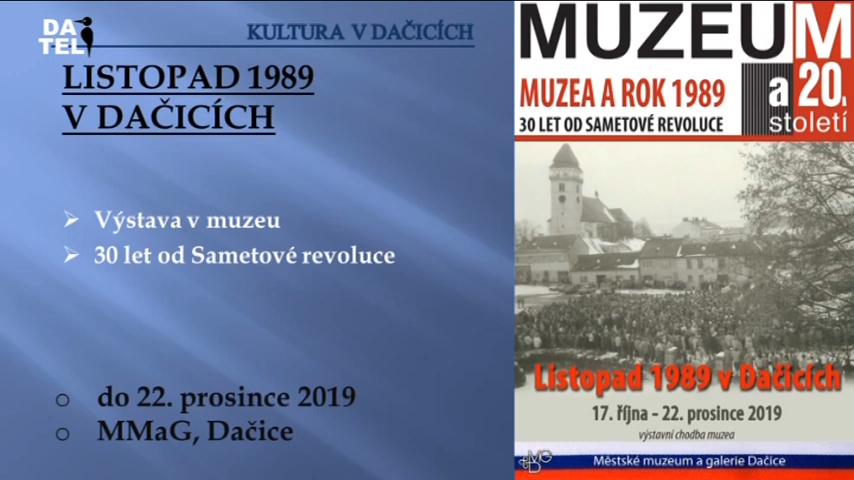 DA
TEL
KULTURA V DAČICÍCH
LISTOPAD 1989
V DAČICÍCH
Výstava v muzeu
30 let od Sametové revoluce
do 22. prosince 2019
MMaG, Dačice
MUZEUM
MUZEA A ROK 1989
30 LET OD SAMETOVÉ REVOLUCE
a 20.
století
Listopad 1989 v Dačicích
17. října - 22. prosince 2019
výstavní chodba muzea
Městské muzeum a galerie Dačice